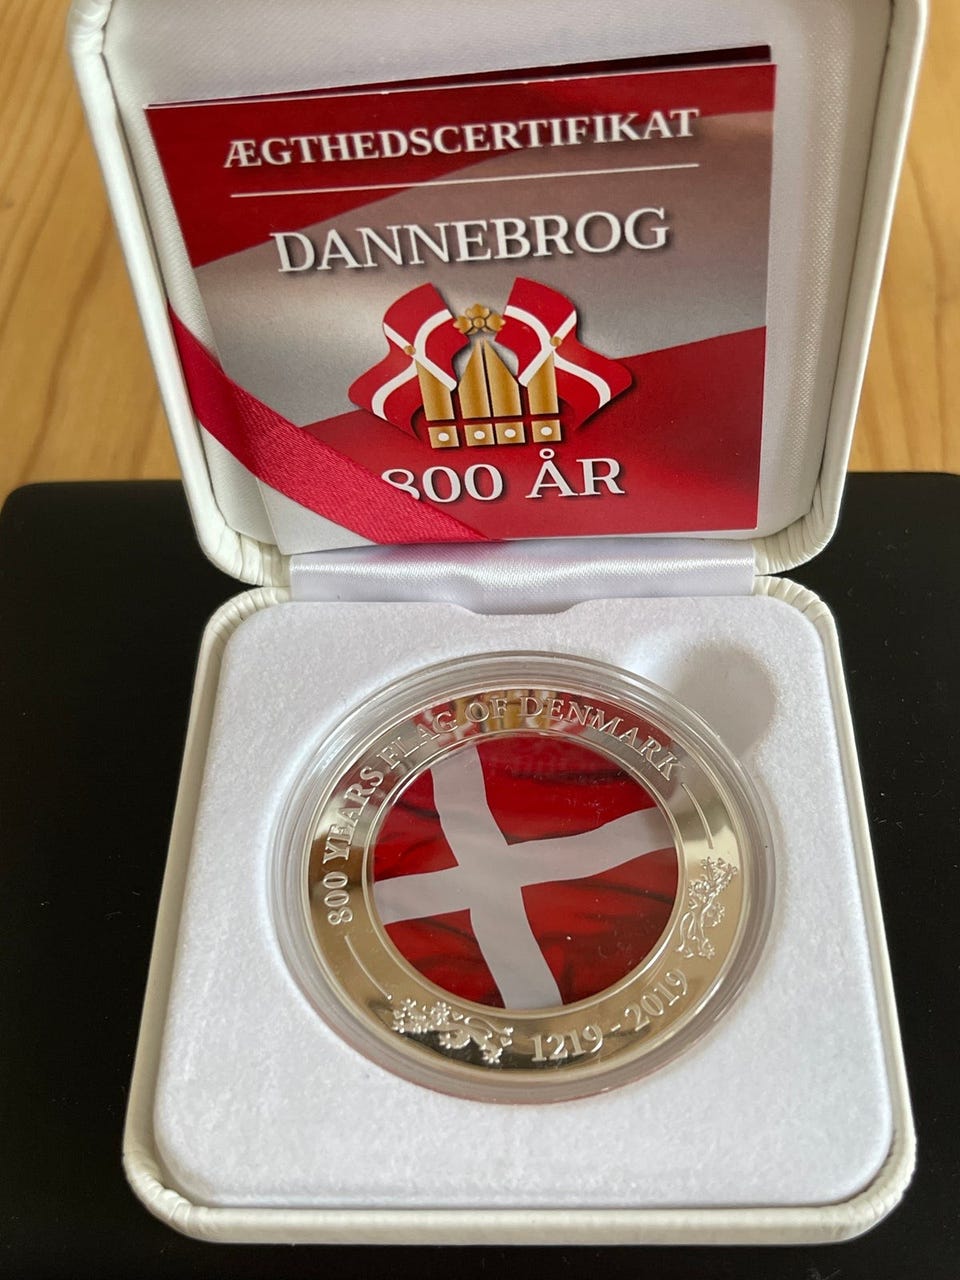 ÆGTHEDSCERTIFIKAT
DANNEBROG
800 ÅR
800 YEARS FLAG OF DENMARK
1219-2019